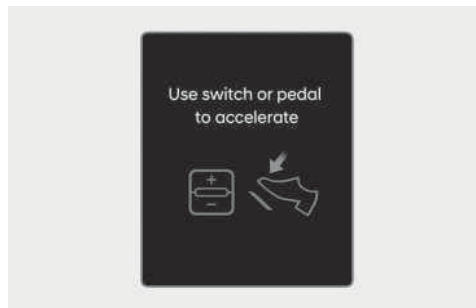 Use switch or pedal
to accelerate
+
−